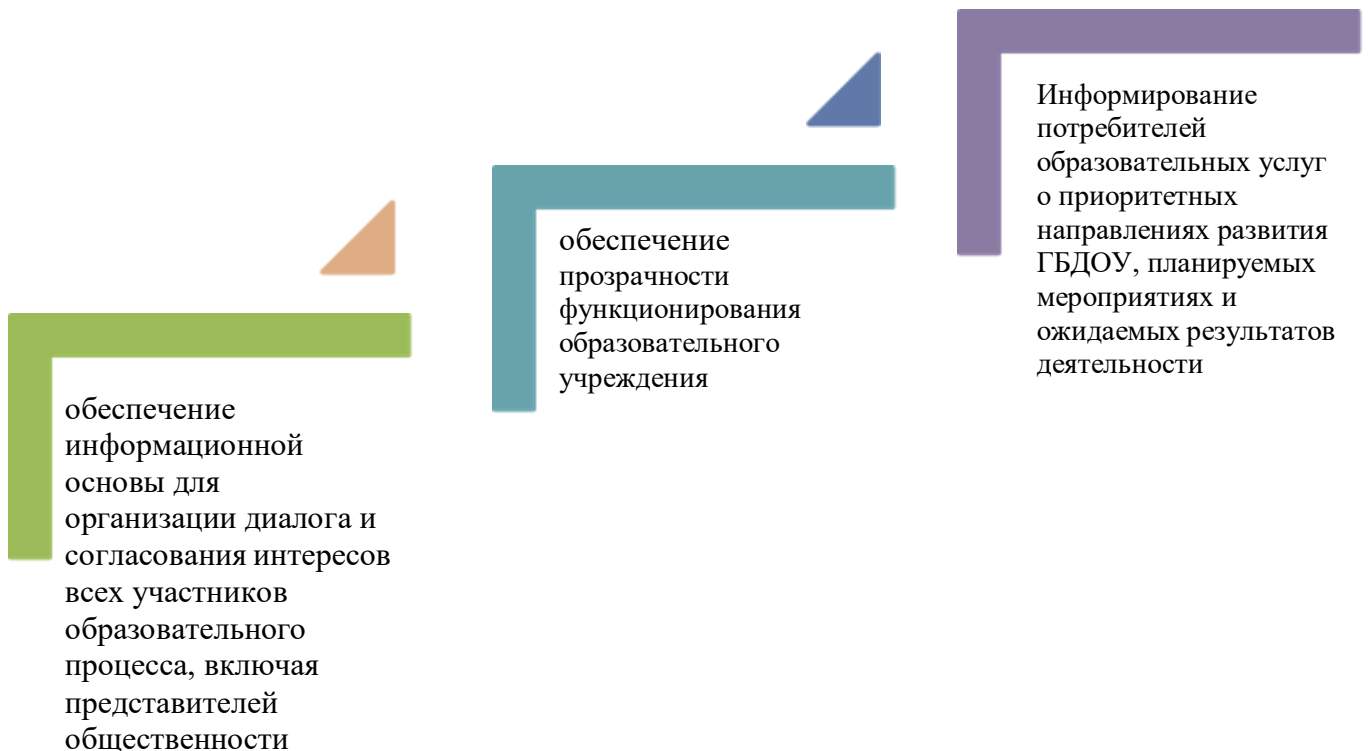 обеспечение
информационной
основы для
организации диалога и
согласования интересов
всех участников
образовательного
процесса, включая
представителей
общественности
обеспечение
прозрачности
функционирования
образовательного
учреждения
Информирование
потребителей
образовательных услуг
о приоритетных
направлениях развития
ГБДОУ, планируемых
мероприятиях и
ожидаемых результатов
деятельности